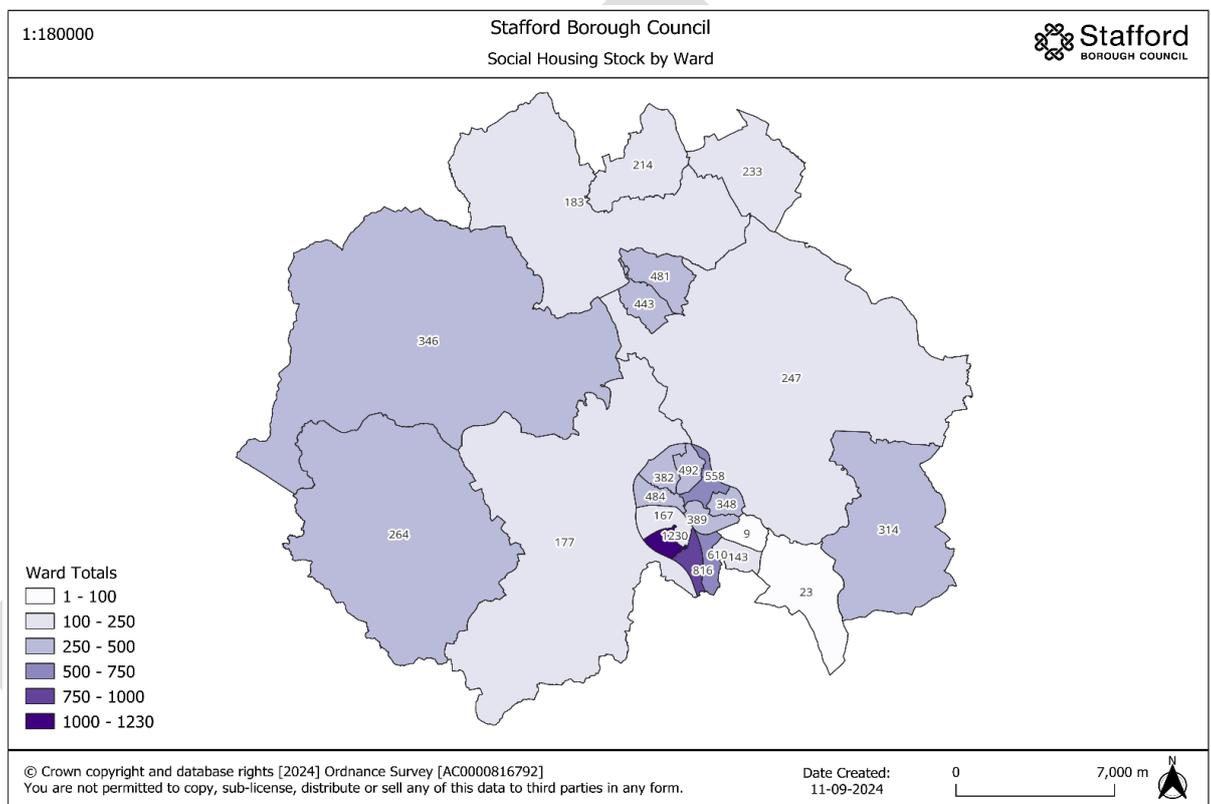 1:180000
Stafford Borough Council
Social Housing Stock by Ward
Stafford
BOROUGH COUNCIL
214
233
183
481
443
346
247
492
382
558
484
348
167
389
314
264
177
1230
9
610
143
816
23
Ward Totals
1 - 100
100 - 250
250 - 500
500 - 750
750 - 1000
1000 - 1230
© Crown copyright and database rights [2024] Ordnance Survey [AC0000816792]
You are not permitted to copy, sub-license, distribute or sell any of this data to third parties in any form.
Date Created:
11-09-2024
0 7,000 m
N